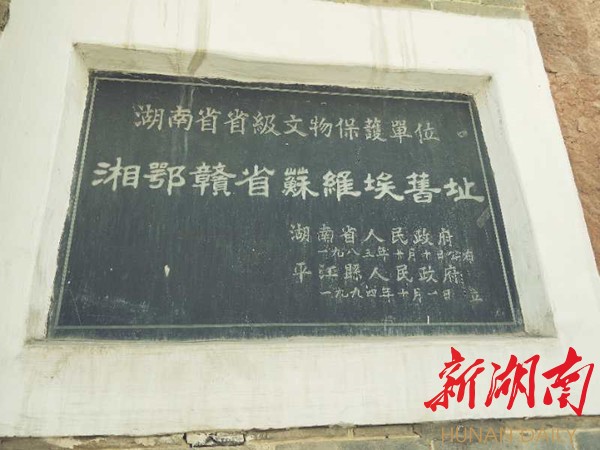 湖南省省級文物保護單位
湘鄂贛省蘇維埃舊址
湖南省人民政府
一九八三年十月十日公布
平江縣人民政府
一九九四年十月一日 立
新湖南
HUNAN DAILY